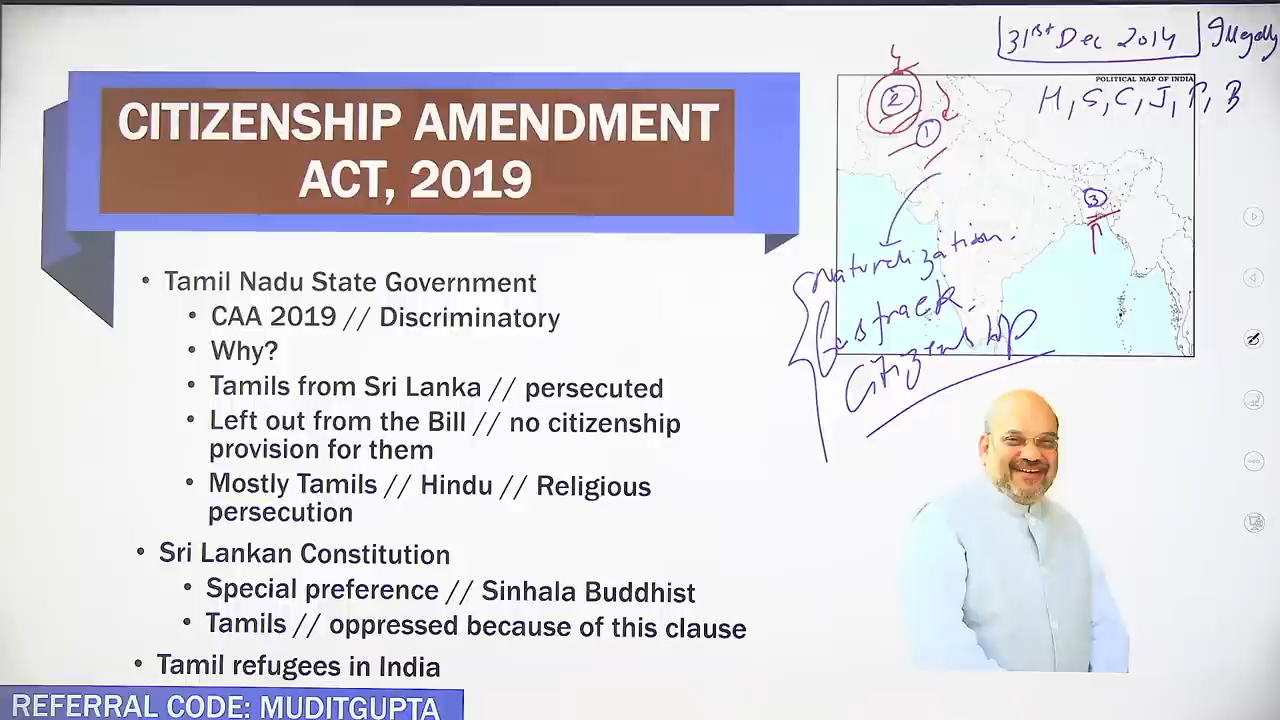 31st Dec 2014 Illegally
POLITICAL MAP OF INDIA
H, S, C, J, P, B
2
1
3
CITIZENSHIP AMENDMENT
ACT, 2019
Naturalization.
Fastrack.
Citizenship
• Tamil Nadu State Government
• CAA 2019 // Discriminatory
• Why?
• Tamils from Sri Lanka // persecuted
• Left out from the Bill // no citizenship
provision for them
• Mostly Tamils // Hindu // Religious
persecution
• Sri Lankan Constitution
• Special preference // Sinhala Buddhist
• Tamils // oppressed because of this clause
• Tamil refugees in India
REFERRAL CODE: MUDITGUPTA